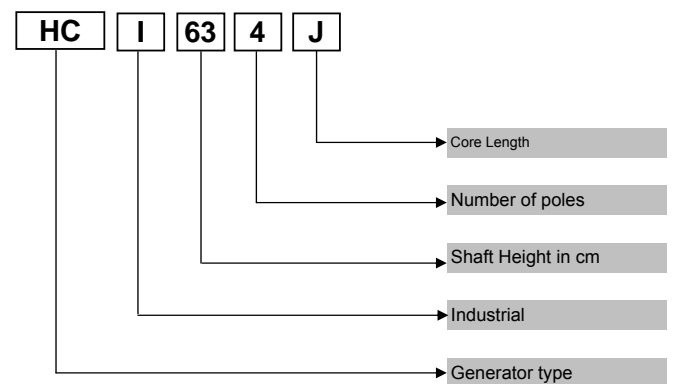 HC I 63 4 J
Core Length
Number of poles
Shaft Height in cm
Industrial
Generator type